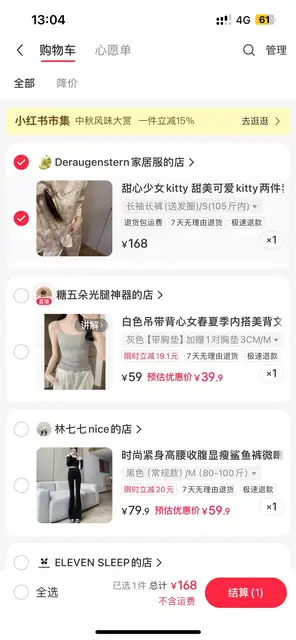 13:04
4G
61
购物车
心愿单
管理
全部
降价
小红书市集
中秋风味大赏 一件立减15%
去逛逛
Deraugenstern家居服的店
甜心少女kitty 甜美可爱kitty两件
长袖长裤(送发圈)/S(105斤内)
退货包运费
7天无理由退货
极速退款
¥168
×1
糖五朵光腿神器的店
直播
讲解
白色吊带背心女春夏季内搭美背文
灰色【带胸垫】加赠1对胸垫3CM/M
限时立减19.1元
7天无理由退货
极速退款
¥59
预估优惠价¥39.9
×1
林七七nice的店
时尚紧身高腰收腹显瘦鲨鱼裤微喇
黑色 (常规款) /M (80-100斤)
限时立减20元
7天无理由退货
极速退款
¥79.9
预估优惠价¥59.9
×1
ELEVEN SLEEP的店
全选
已选1件
总计
¥168
不含运费
结算(1)